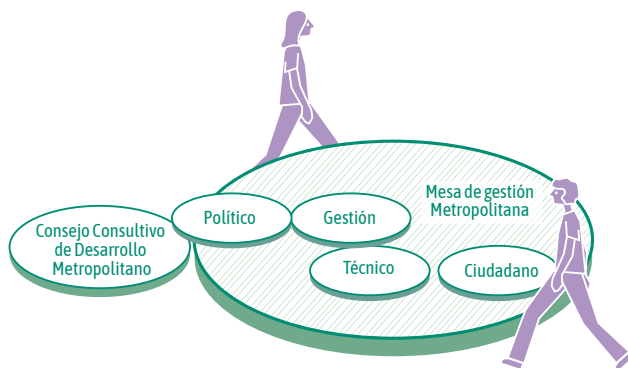 Mesa de gestión
Metropolitana
Político
Gestión
Consejo Consultivo
de Desarrollo
Metropolitano
Técnico
Ciudadano